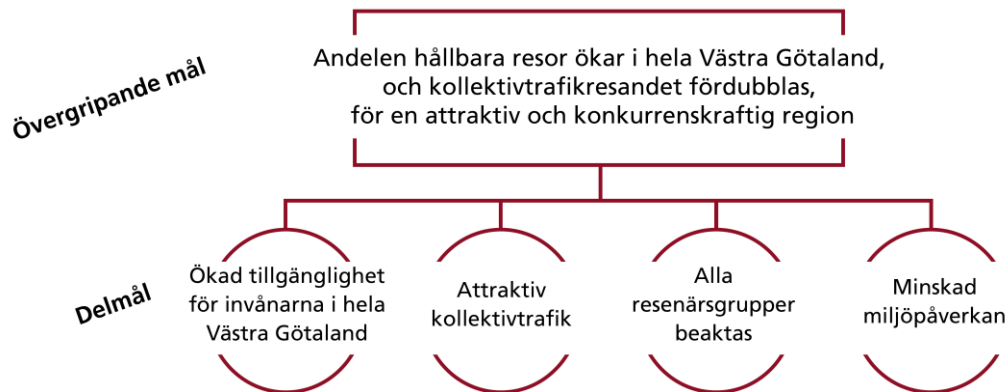 Övergripande mål
Andelen hållbara resor ökar i hela Västra Götaland,
och kollektivtrafikresandet fördubblas,
för en attraktiv och konkurrenskraftig region
Delmål
Ökad tillgänglighet
för invånarna i hela
Västra Götaland
Attraktiv
kollektivtrafik
Alla
resenärsgrupper
beaktas
Minskad
miljöpåverkan